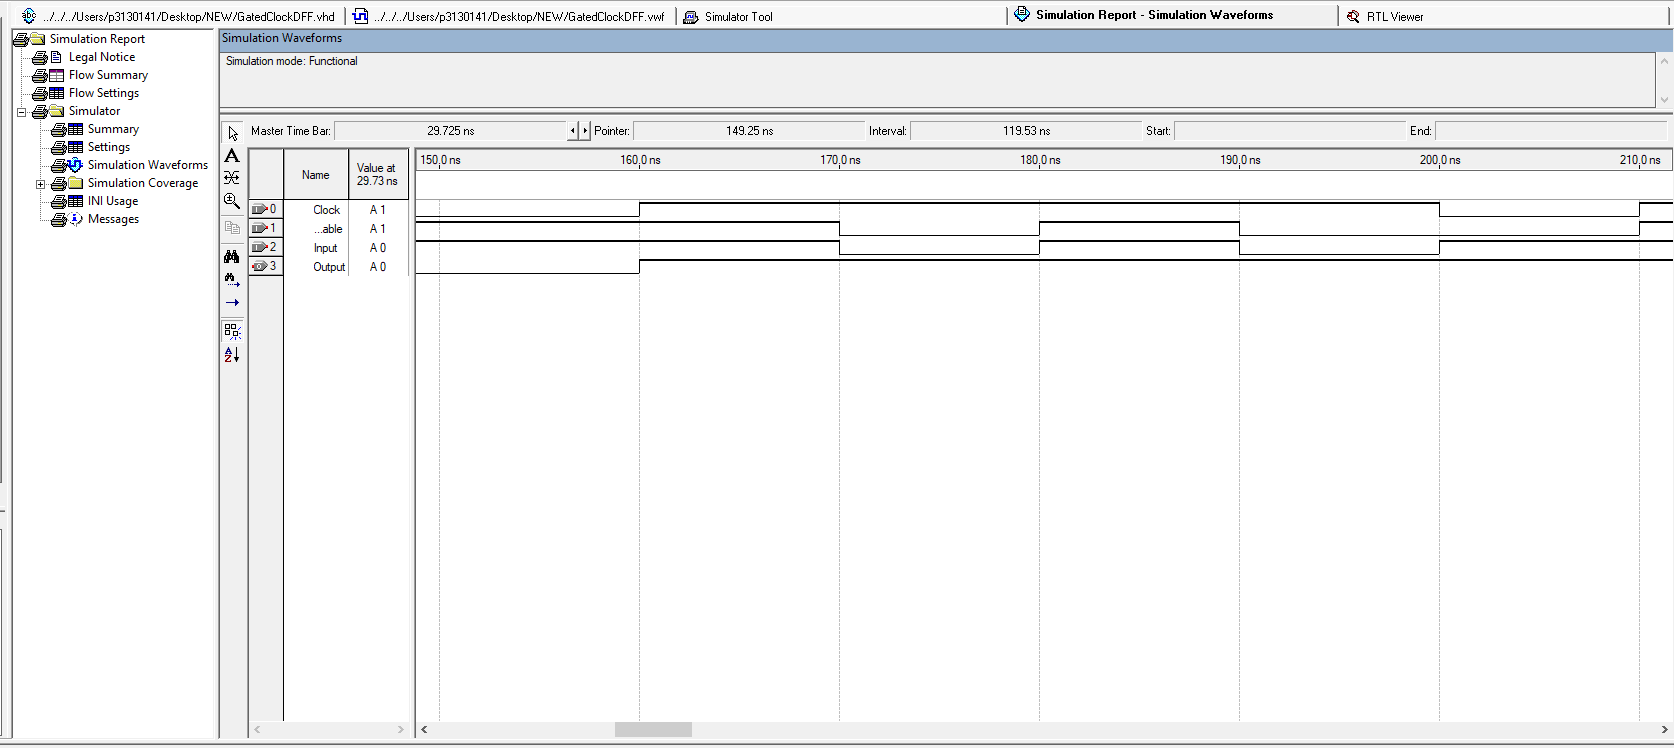 ../../../Users/p3130141/Desktop/NEW/GatedClockDFF.vhd
../../../Users/p3130141/Desktop/NEW/GatedClockDFF.vwf
Simulator Tool
Simulation Report - Simulation Waveforms
RTL Viewer
Simulation Report
Legal Notice
Flow Summary
Flow Settings
Simulator
Summary
Settings
Simulation Waveforms
Simulation Coverage
INI Usage
Messages
Simulation Waveforms
Simulation mode: Functional
Master Time Bar: 29.725 ns Pointer: 149.25 ns Interval: 119.53 ns Start: End:
Name Value at 29.73 ns
150.0 ns 160.0 ns 170.0 ns 180.0 ns 190.0 ns 200.0 ns 210.0 ns
0 Clock A 1
1 ...able A 1
2 Input A 0
3 Output A 0